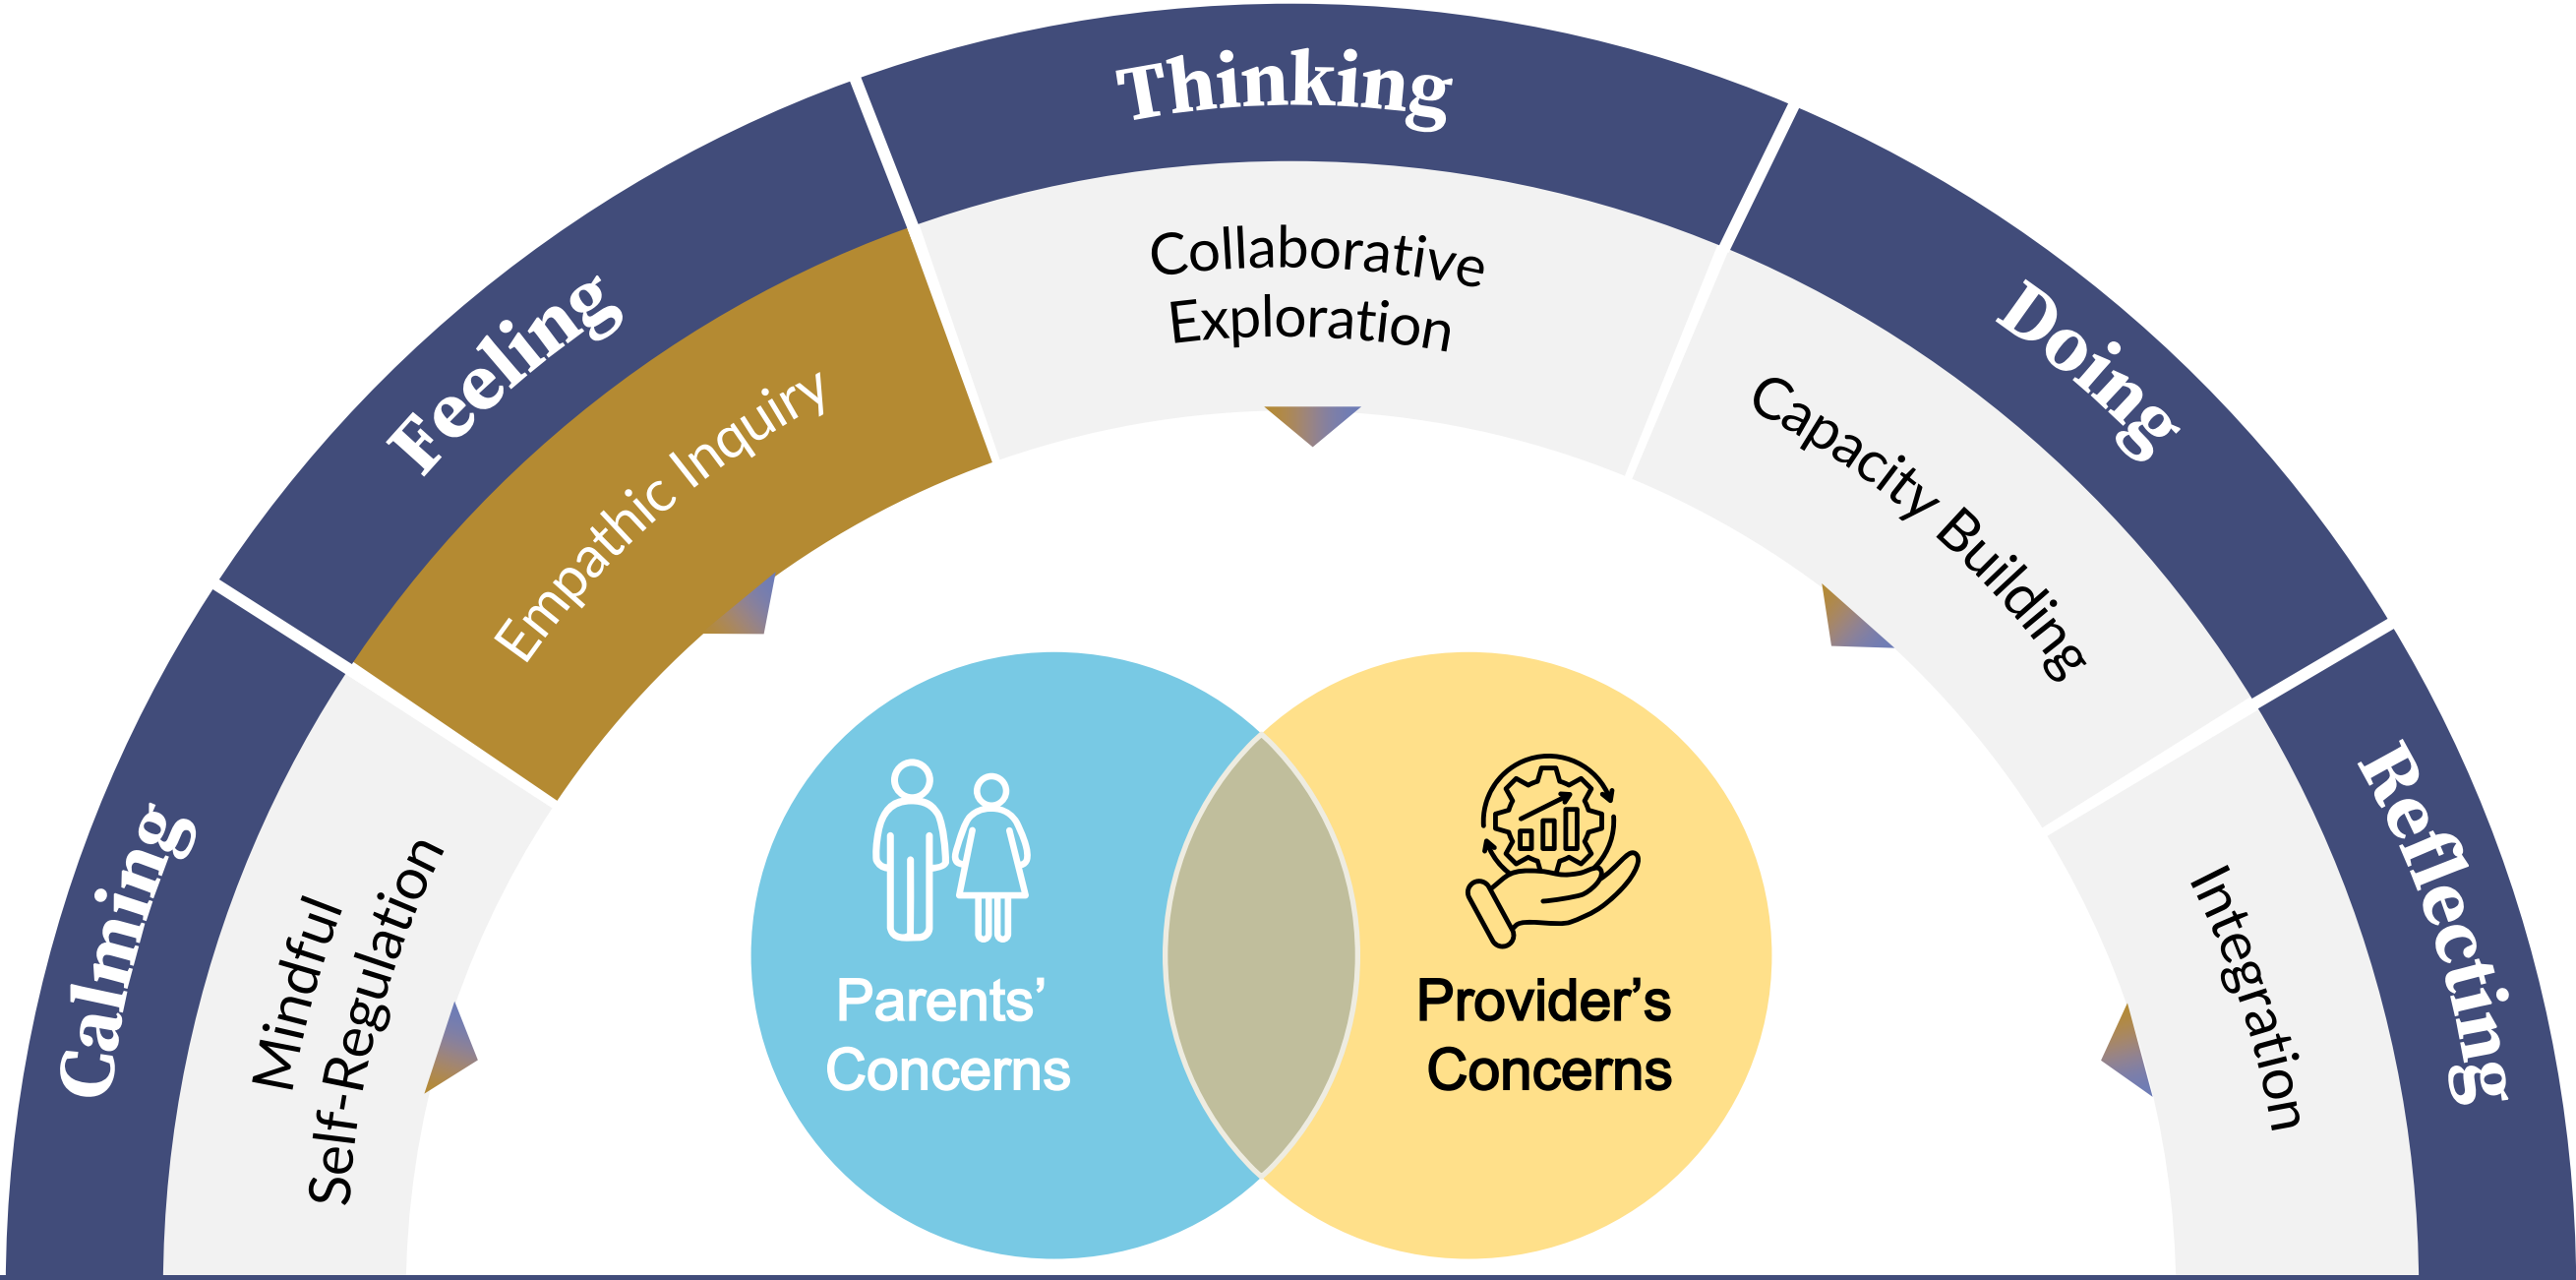 Calming
Feeling
Thinking
Doing
Reflecting
Mindful
Self-Regulation
Empathic Inquiry
Collaborative
Exploration
Capacity Building
Integration
Parents’
Concerns
Provider’s
Concerns